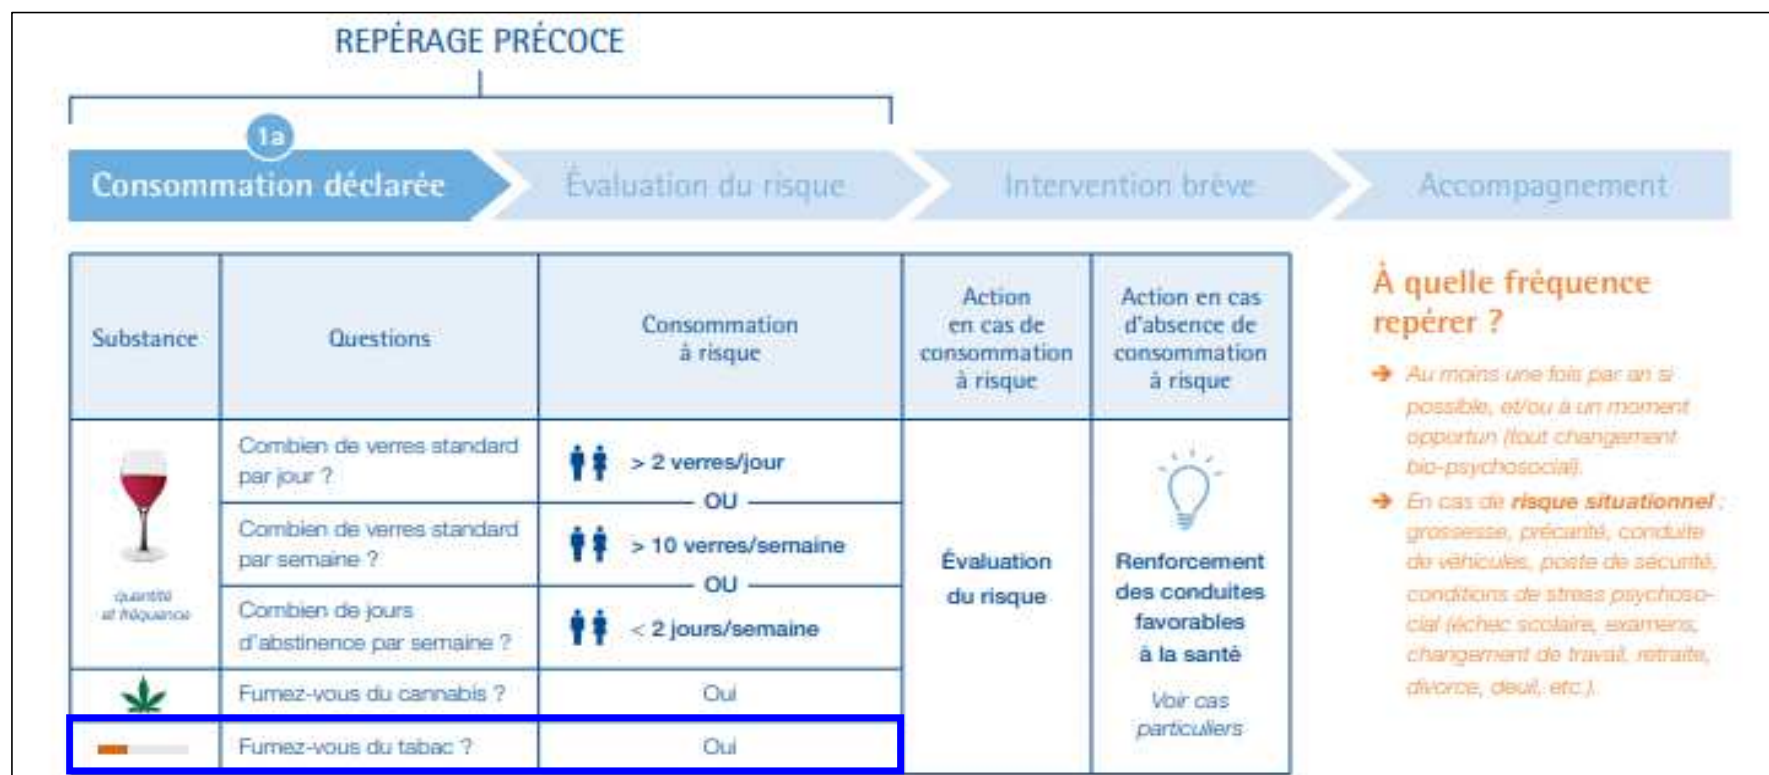 REPÉRAGE PRÉCOCE
1a
Consommation déclarée
Évaluation du risque
Intervention brève
Accompagnement
Substance
Questions
Consommation
à risque
Action
en cas de
consommation
à risque
Action en cas
d'absence de
consommation
à risque
quantité
et fréquence
Combien de verres standard
par jour ?
> 2 verres/jour
OU
Combien de verres standard
par semaine ?
> 10 verres/semaine
OU
Combien de jours
d'abstinence par semaine ?
< 2 jours/semaine
Évaluation
du risque
Renforcement
des conduites
favorables
à la santé
Voir cas
particuliers
Fumez-vous du cannabis ?
Oui
Fumez-vous du tabac ?
Oui
À quelle fréquence
repérer ?
➔ Au moins une fois par an si
possible, et/ou à un moment
opportun (tout changement
bio-psychosocial).
➔ En cas de risque situationnel :
grossesse, précarité, conduite
de véhicules, poste de sécurité,
conditions de stress psychoso-
cial (échec scolaire, examens,
changement de travail, retraite,
divorce, deuil, etc.).